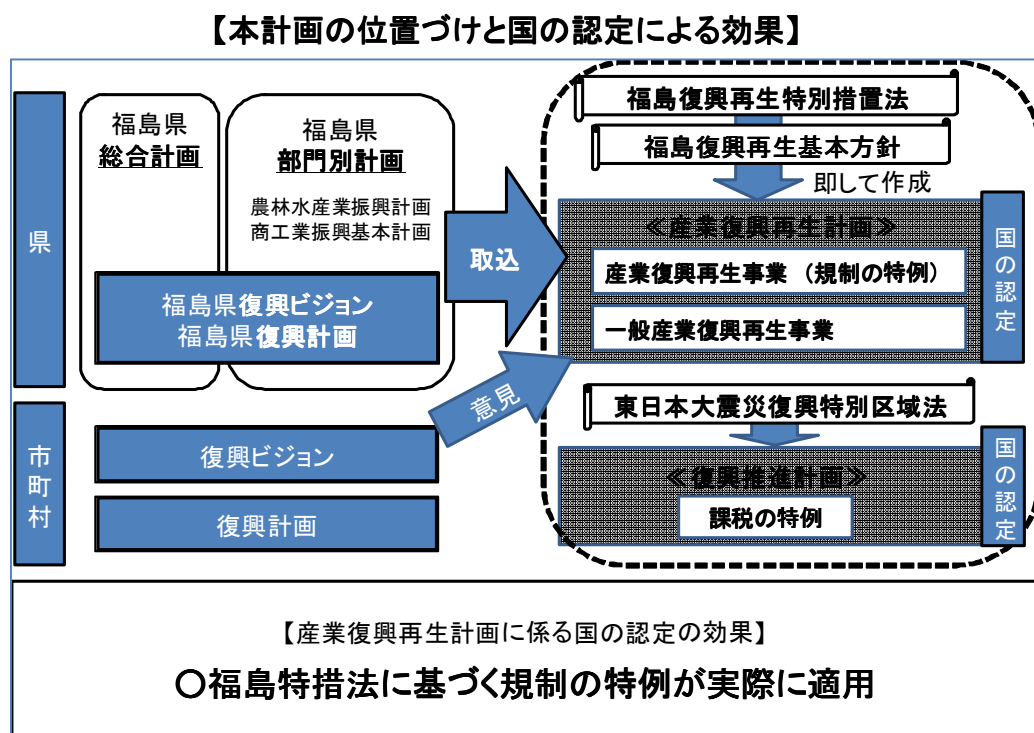 【本計画の位置づけと国の認定による効果】
県
福島県
総合計画
福島県
部門別計画
農林水産業振興計画
商工業振興基本計画
福島県復興ビジョン
福島県復興計画
取込
市町村
復興ビジョン
復興計画
意見
福島復興再生特別措置法
福島復興再生基本方針
即して作成
≪産業復興再生計画≫
産業復興再生事業 (規制の特例)
一般産業復興再生事業
国の認定
東日本大震災復興特別区域法
≪復興推進計画≫
課税の特例
国の認定
【産業復興再生計画に係る国の認定の効果】
○福島特措法に基づく規制の特例が実際に適用